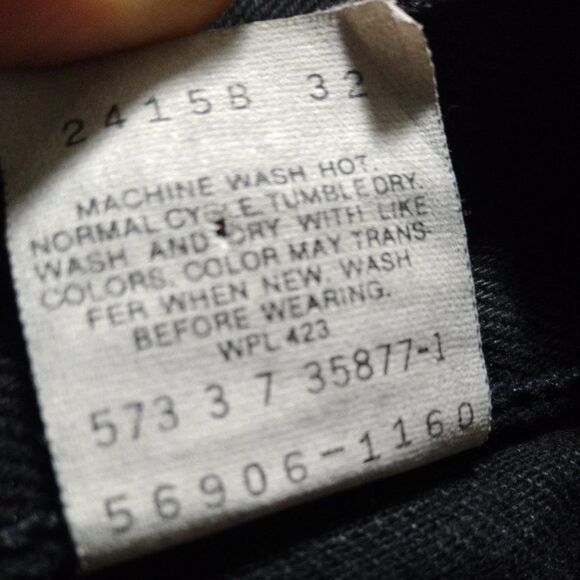 24158 32
MACHINE WASH HOT.
NORMAL CYCLE TUMBLE DRY.
WASH AND DRY WITH LIKE
COLORS. COLOR MAY TRANS-
FER WHEN NEW. WASH
BEFORE WEARING.
WPL 423
573 3 7 35877-1
56906-1160